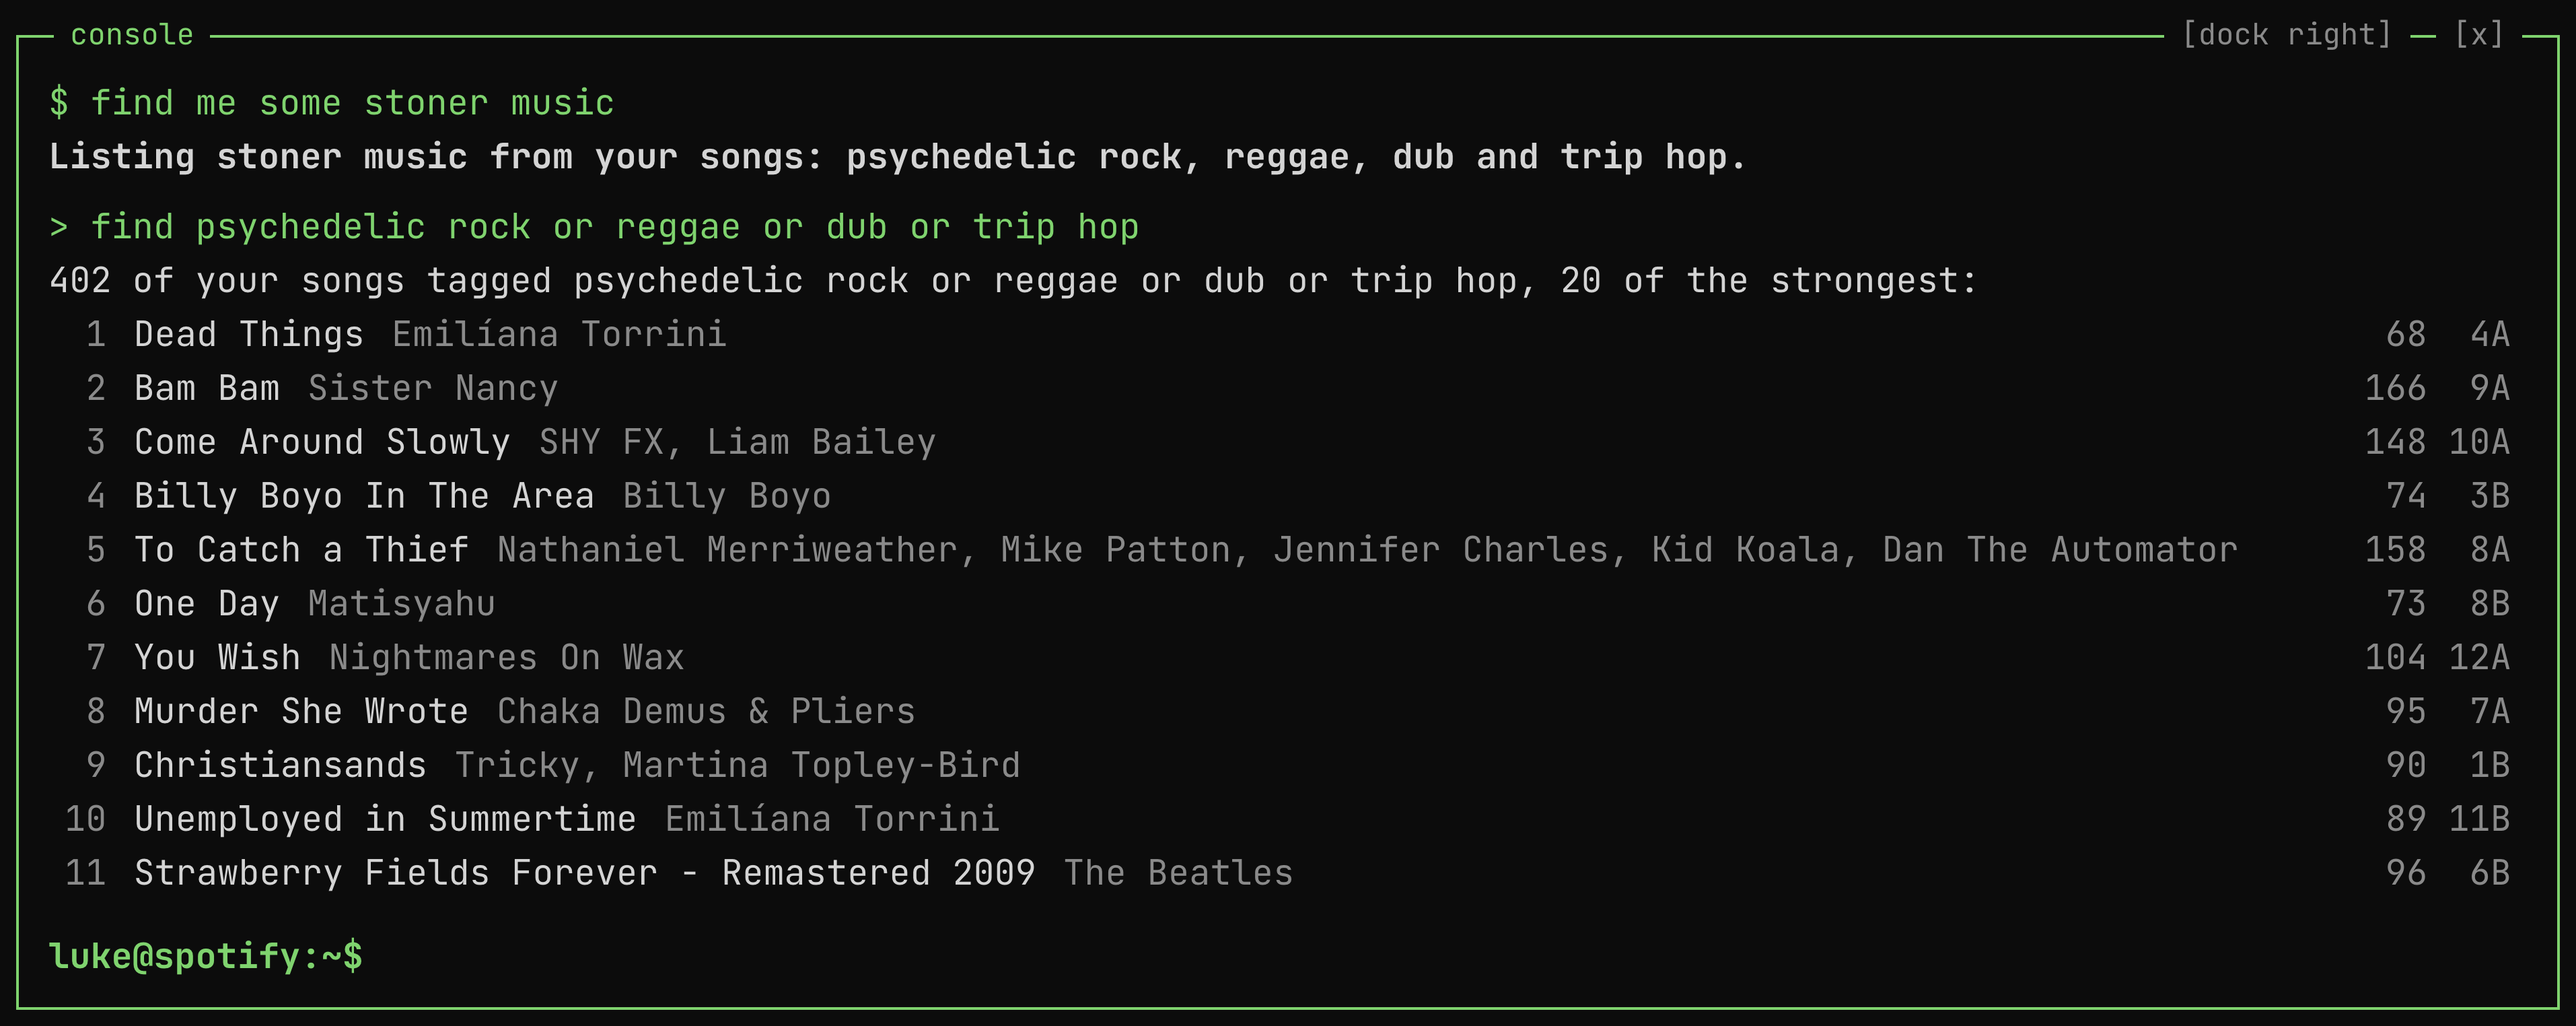 console [dock right] [x]
$ find me some stoner music
Listing stoner music from your songs: psychedelic rock, reggae, dub and trip hop.
> find psychedelic rock or reggae or dub or trip hop
402 of your songs tagged psychedelic rock or reggae or dub or trip hop, 20 of the strongest:
1 Dead Things Emilíana Torrini 68 4A
2 Bam Bam Sister Nancy 166 9A
3 Come Around Slowly SHY FX, Liam Bailey 148 10A
4 Billy Boyo In The Area Billy Boyo 74 3B
5 To Catch a Thief Nathaniel Merriweather, Mike Patton, Jennifer Charles, Kid Koala, Dan The Automator 158 8A
6 One Day Matisyahu 73 8B
7 You Wish Nightmares On Wax 104 12A
8 Murder She Wrote Chaka Demus & Pliers 95 7A
9 Christiansands Tricky, Martina Topley-Bird 90 1B
10 Unemployed in Summertime Emilíana Torrini 89 11B
11 Strawberry Fields Forever - Remastered 2009 The Beatles 96 6B
luke@spotify:~$